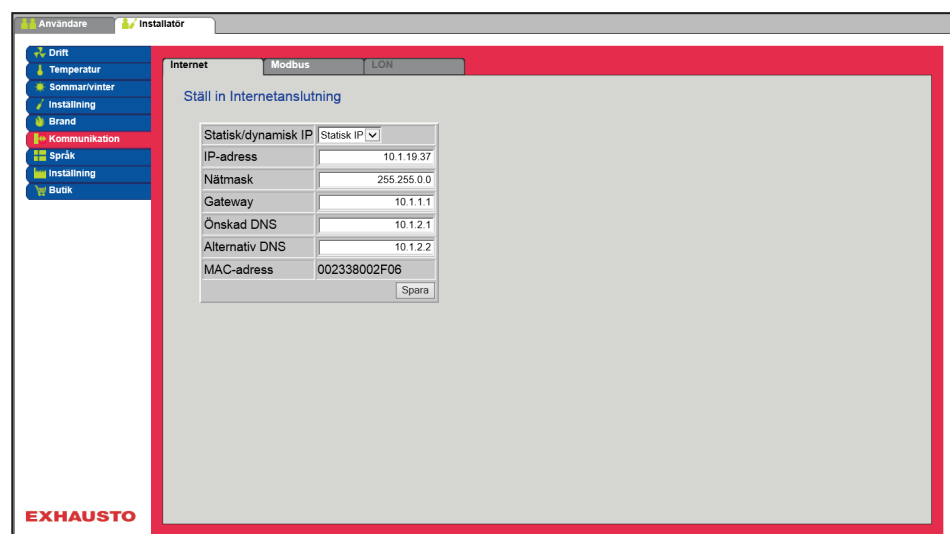 Användare
Installatör
Drift
Temperatur
Sommar/vinter
Inställning
Brand
Kommunikation
Språk
Inställning
Butik
Internet
Modbus
LON
Ställ in Internetanslutning
Statisk/dynamisk IP Statisk IP
IP-adress 10.1.19.37
Nätmask 255.255.0.0
Gateway 10.1.1.1
Önskad DNS 10.1.2.1
Alternativ DNS 10.1.2.2
MAC-adress 002338002F06
Spara
EXHAUSTO